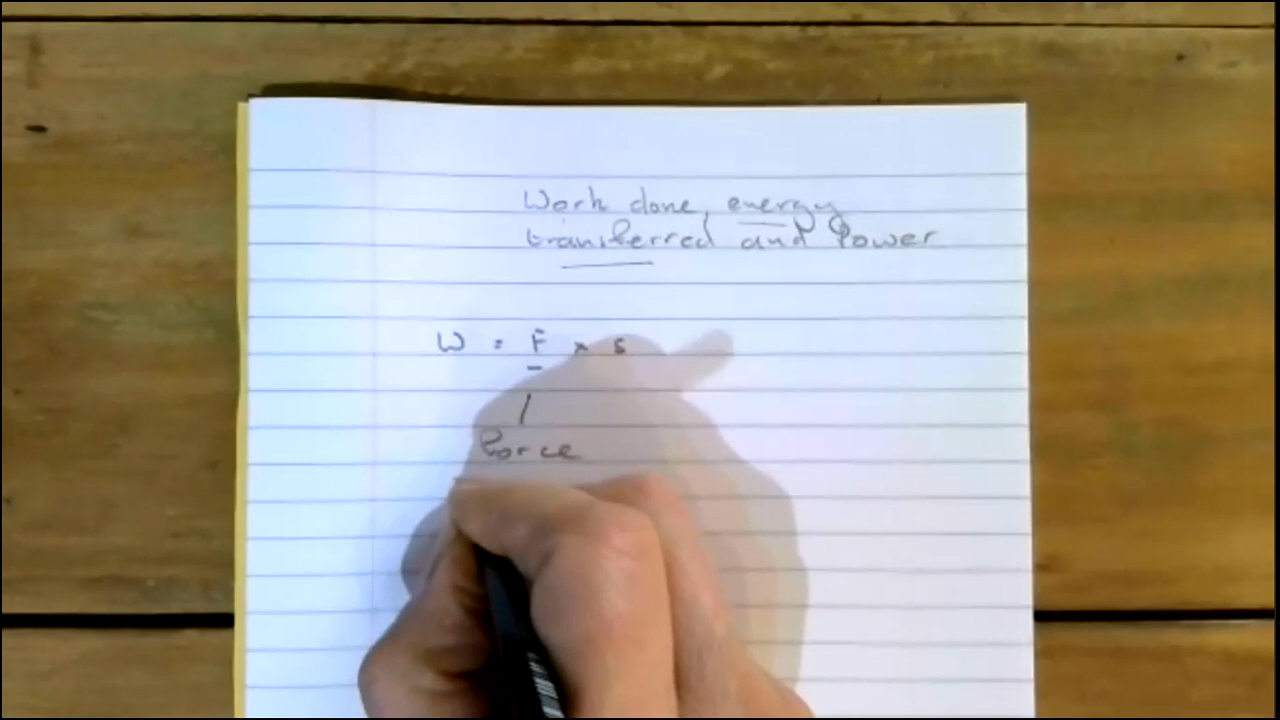 Work done, energy
transferred and Power
W = F × s
Force